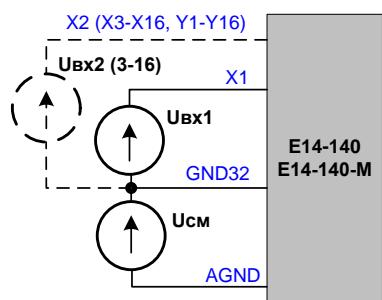 X2 (X3-X16, Y1-Y16)
Uвх2 (3-16)
X1
Uвх1
E14-140
E14-140-M
GND32
Uсм
AGND